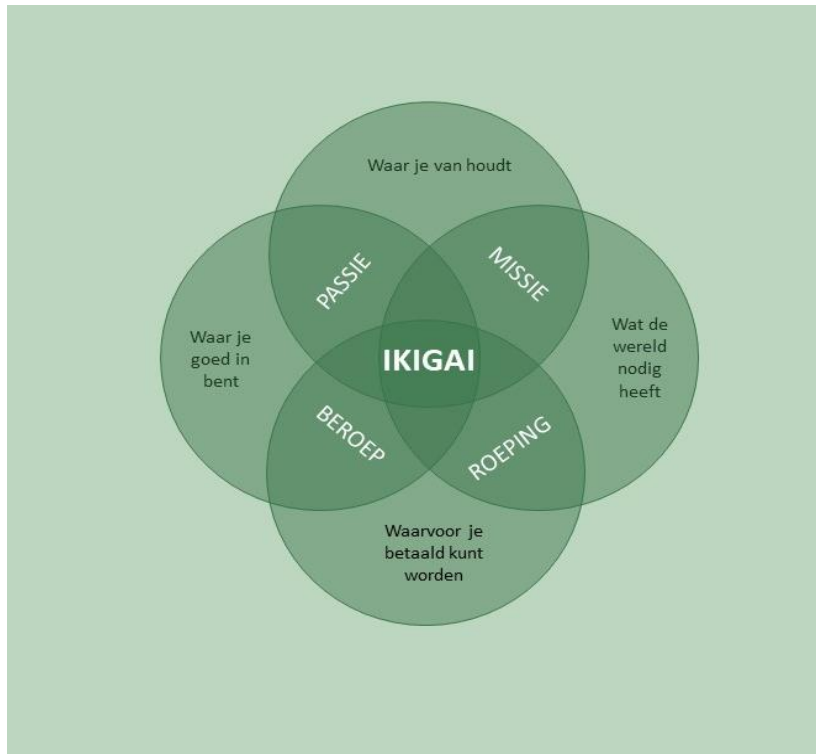 Waar je van houdt
PASSIE
MISSIE
Waar je
goed in
bent
IKIGAI
Wat de
wereld
nodig
heeft
BEROEP
ROEPING
Waarvoor je
betaald kunt
worden